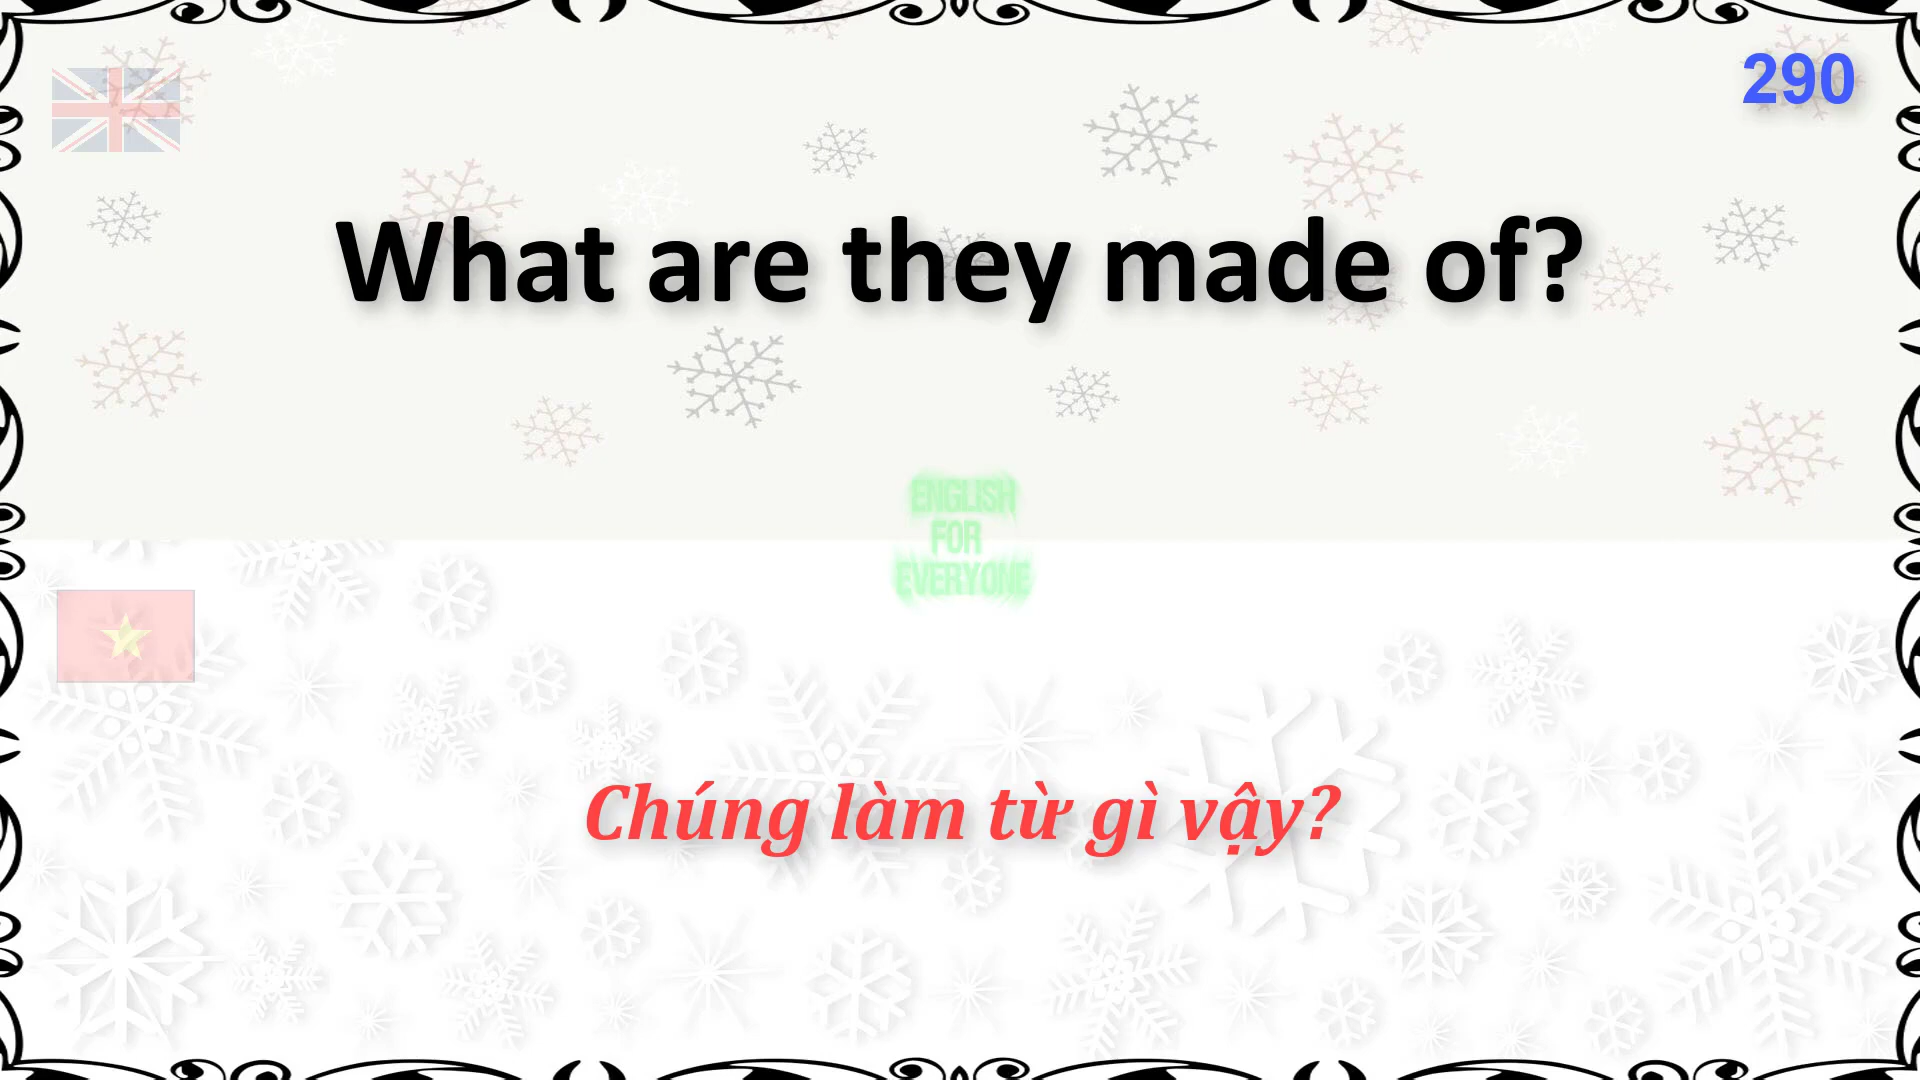 290
What are they made of?
ENGLISH
FOR
EVERYONE
Chúng làm từ gì vậy?